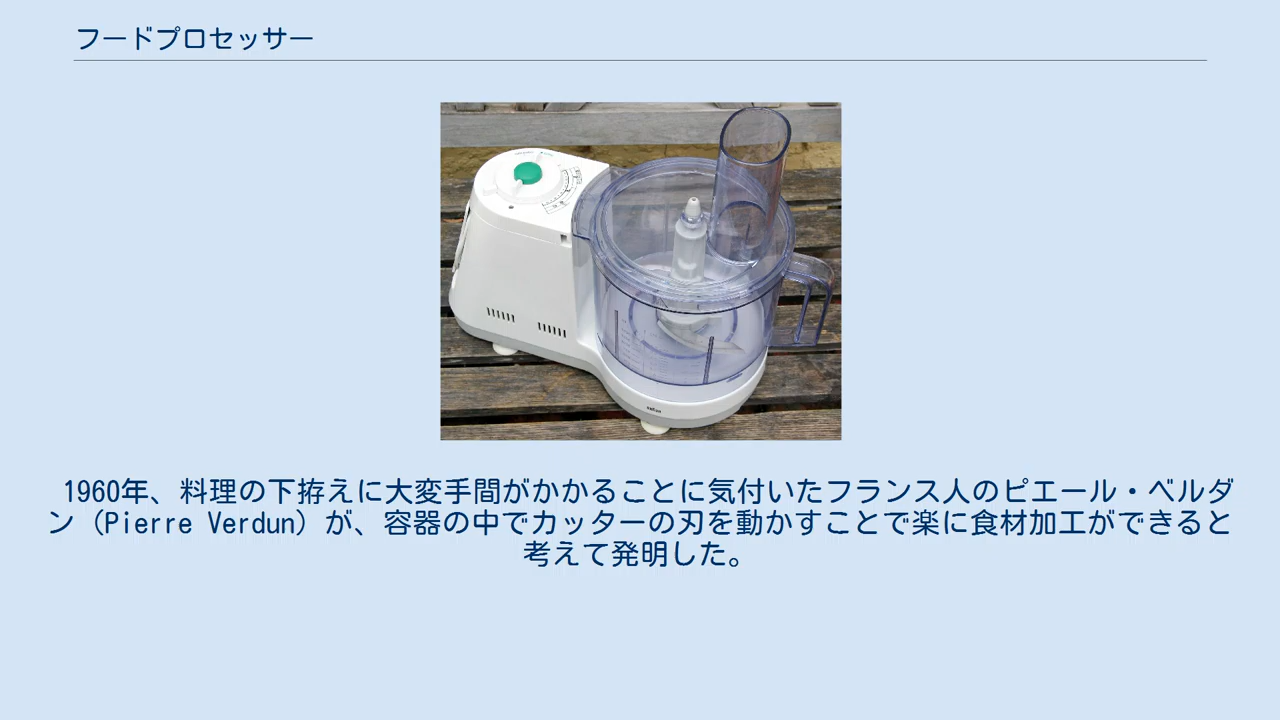 フードプロセッサー
1960年、料理の下拵えに大変手間がかかることに気付いたフランス人のピエール・ベルダ
ン（Pierre Verdun）が、容器の中でカッターの刃を動かすことで楽に食材加工ができると
考えて発明した。